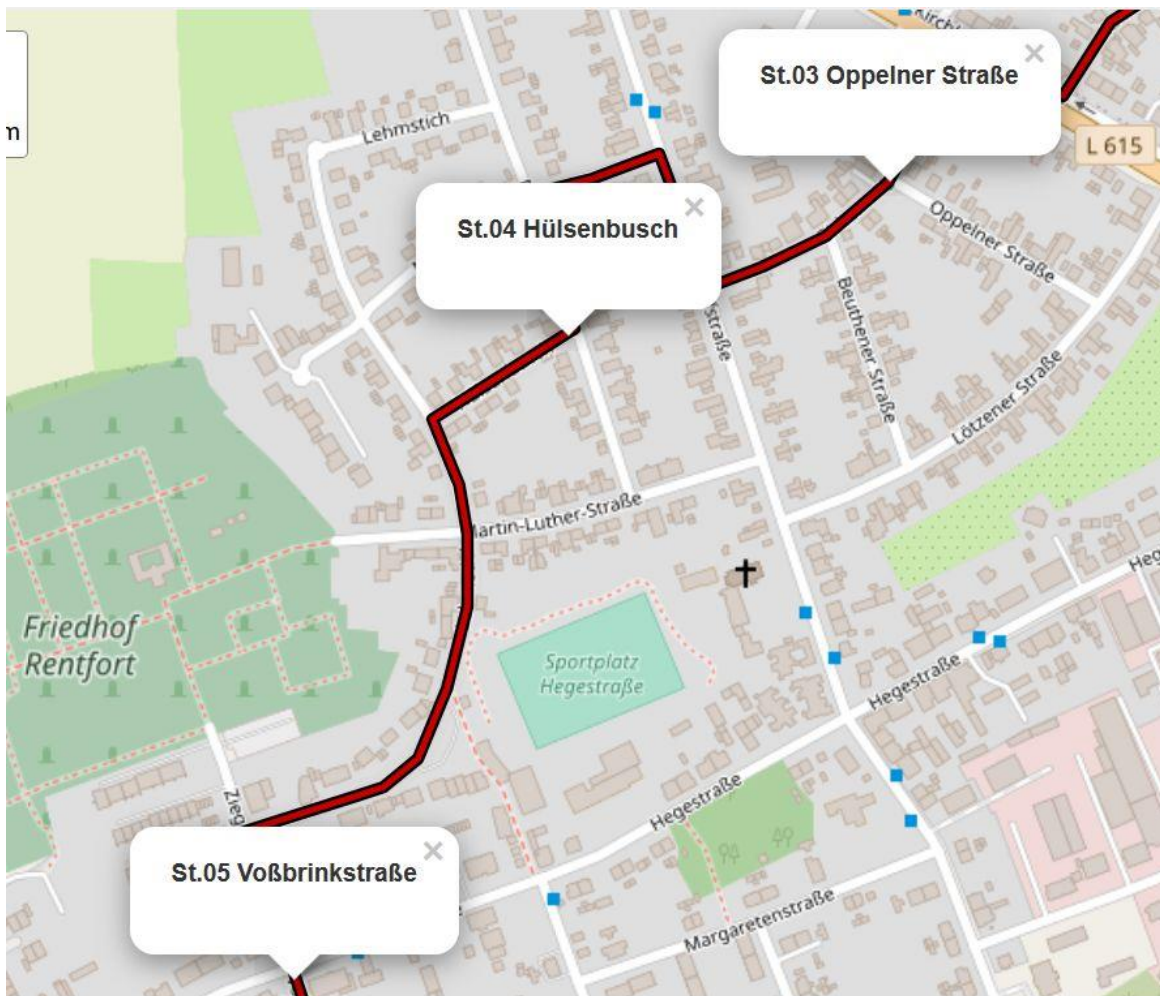 St.03 Oppelner Straße
×
m
Lehmstich
L 615
St.04 Hülsenbusch
×
Oppelner Straße
Beuthener Straße
Lötzener Straße
Martin-Luther-Straße
Friedhof
Rentfort
Sportplatz
Hegestraße
Hegestraße
Hegestraße
St.05 Voßbrinkstraße
×
Margaretenstraße